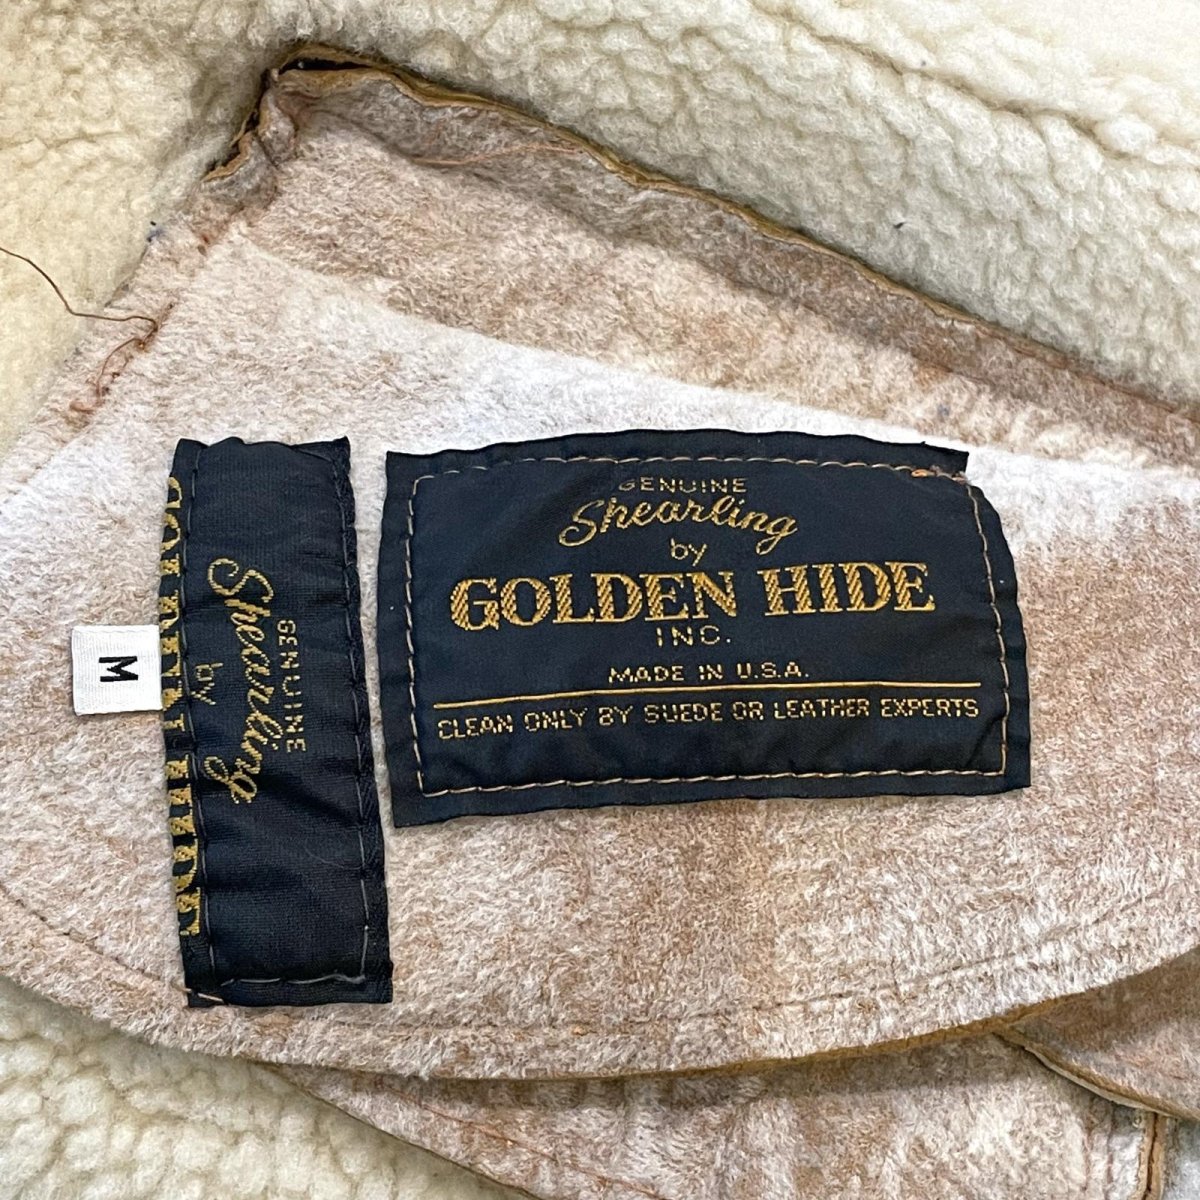 GENUINE
Shearling
by
GOLDEN HIDE
INC.
MADE IN U.S.A.
CLEAN ONLY BY SUEDE OR LEATHER EXPERTS
GENUINE
Shearling
by
GOLDEN HIDE
M